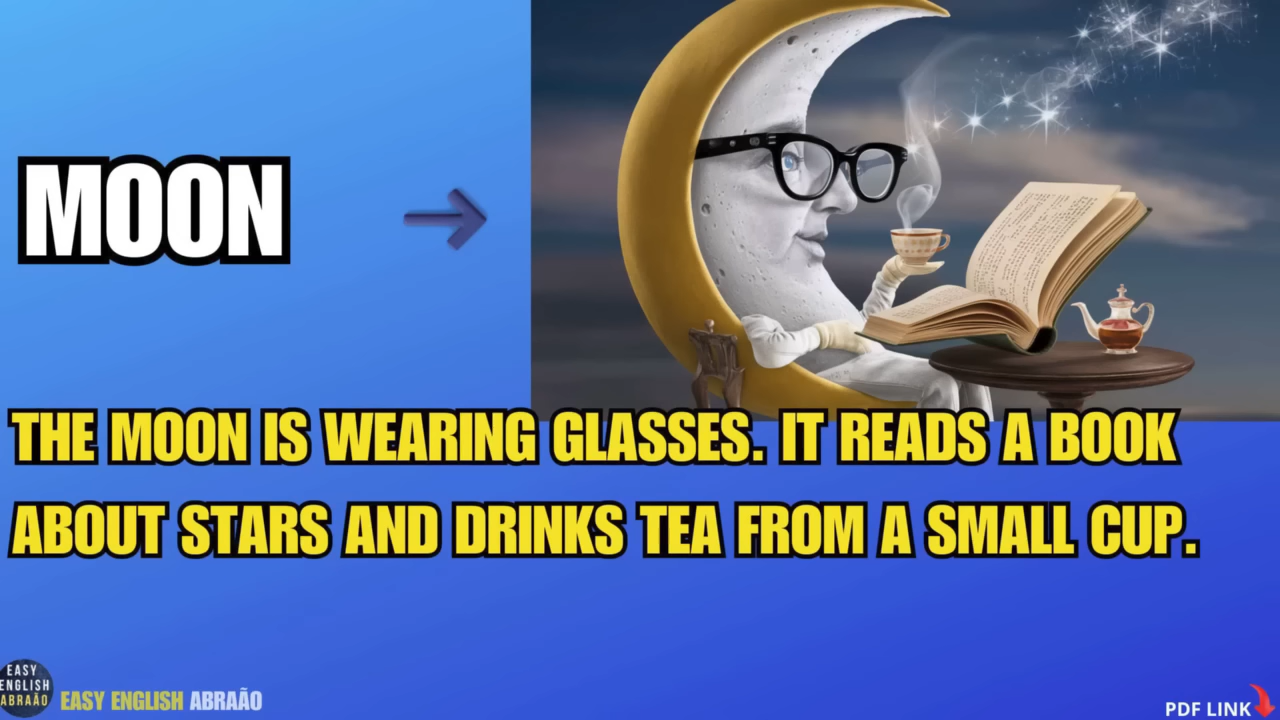 MOON
THE MOON IS WEARING GLASSES. IT READS A BOOK
ABOUT STARS AND DRINKS TEA FROM A SMALL CUP.
EASY
ENGLISH
ABRAÃO
EASY ENGLISH ABRAÃO
PDF LINK